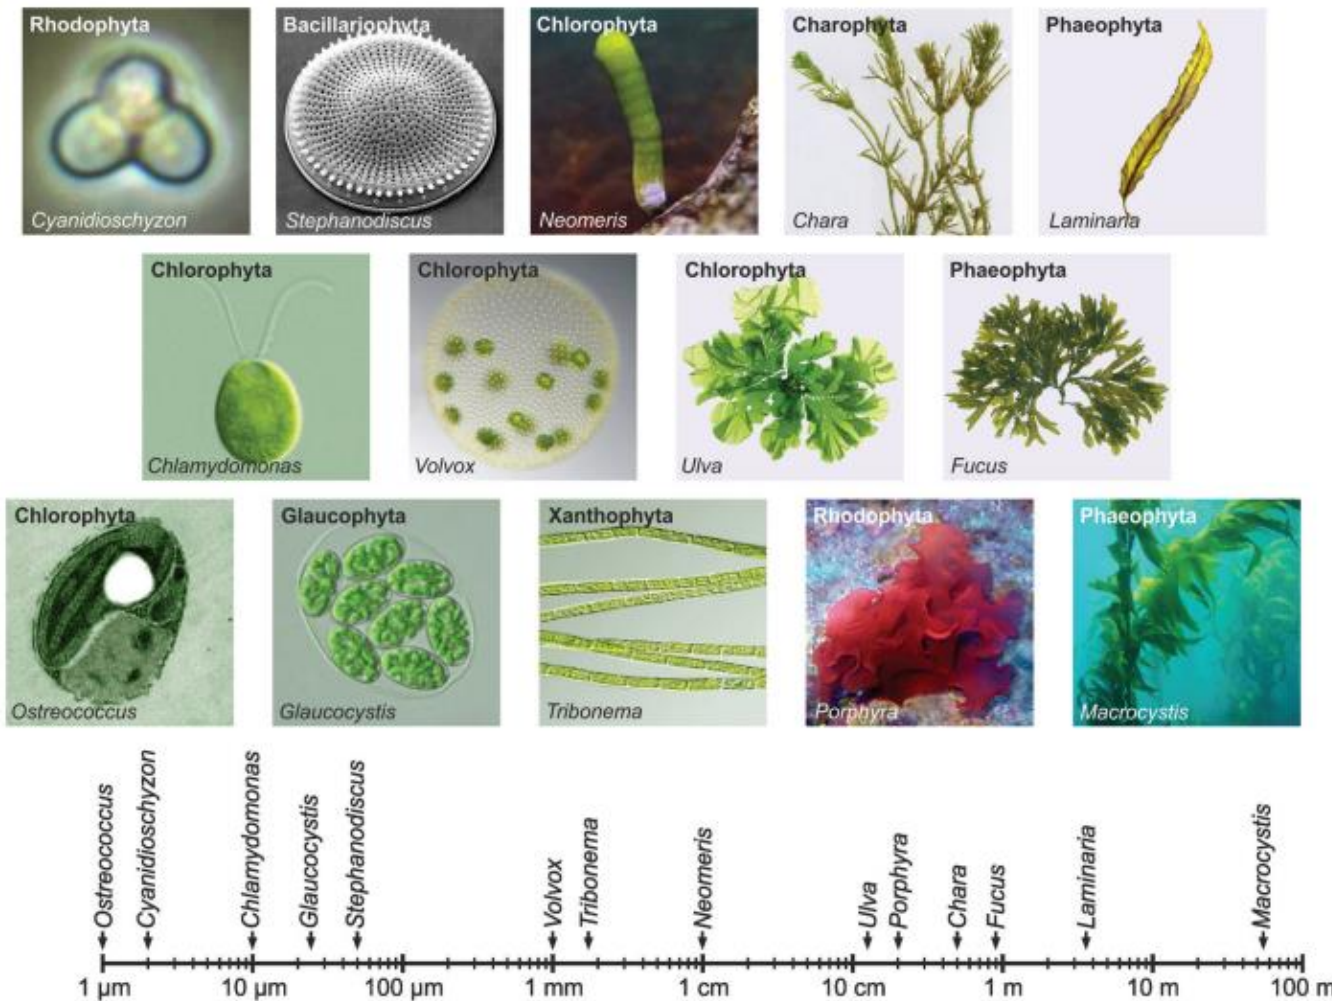 Rhodophyta
Cyanidioschyzon
Bacillariophyta
Stephanodiscus
Chlorophyta
Neomeris
Charophyta
Chara
Phaeophyta
Laminaria
Chlorophyta
Chlamydomonas
Chlorophyta
Volvox
Chlorophyta
Ulva
Phaeophyta
Fucus
Chlorophyta
Ostreococcus
Glaucophyta
Glaucocystis
Xanthophyta
Tribonema
Rhodophyta
Porphyra
Phaeophyta
Macrocystis
Ostreococcus
Cyanidioschyzon
Chlamydomonas
Glaucocystis
Stephanodiscus
Volvox
Tribonema
Neomeris
Ulva
Porphyra
Chara
Fucus
Laminaria
Macrocystis
1 µm 10 µm 100 µm 1 mm 1 cm 10 cm 1 m 10 m 100 m